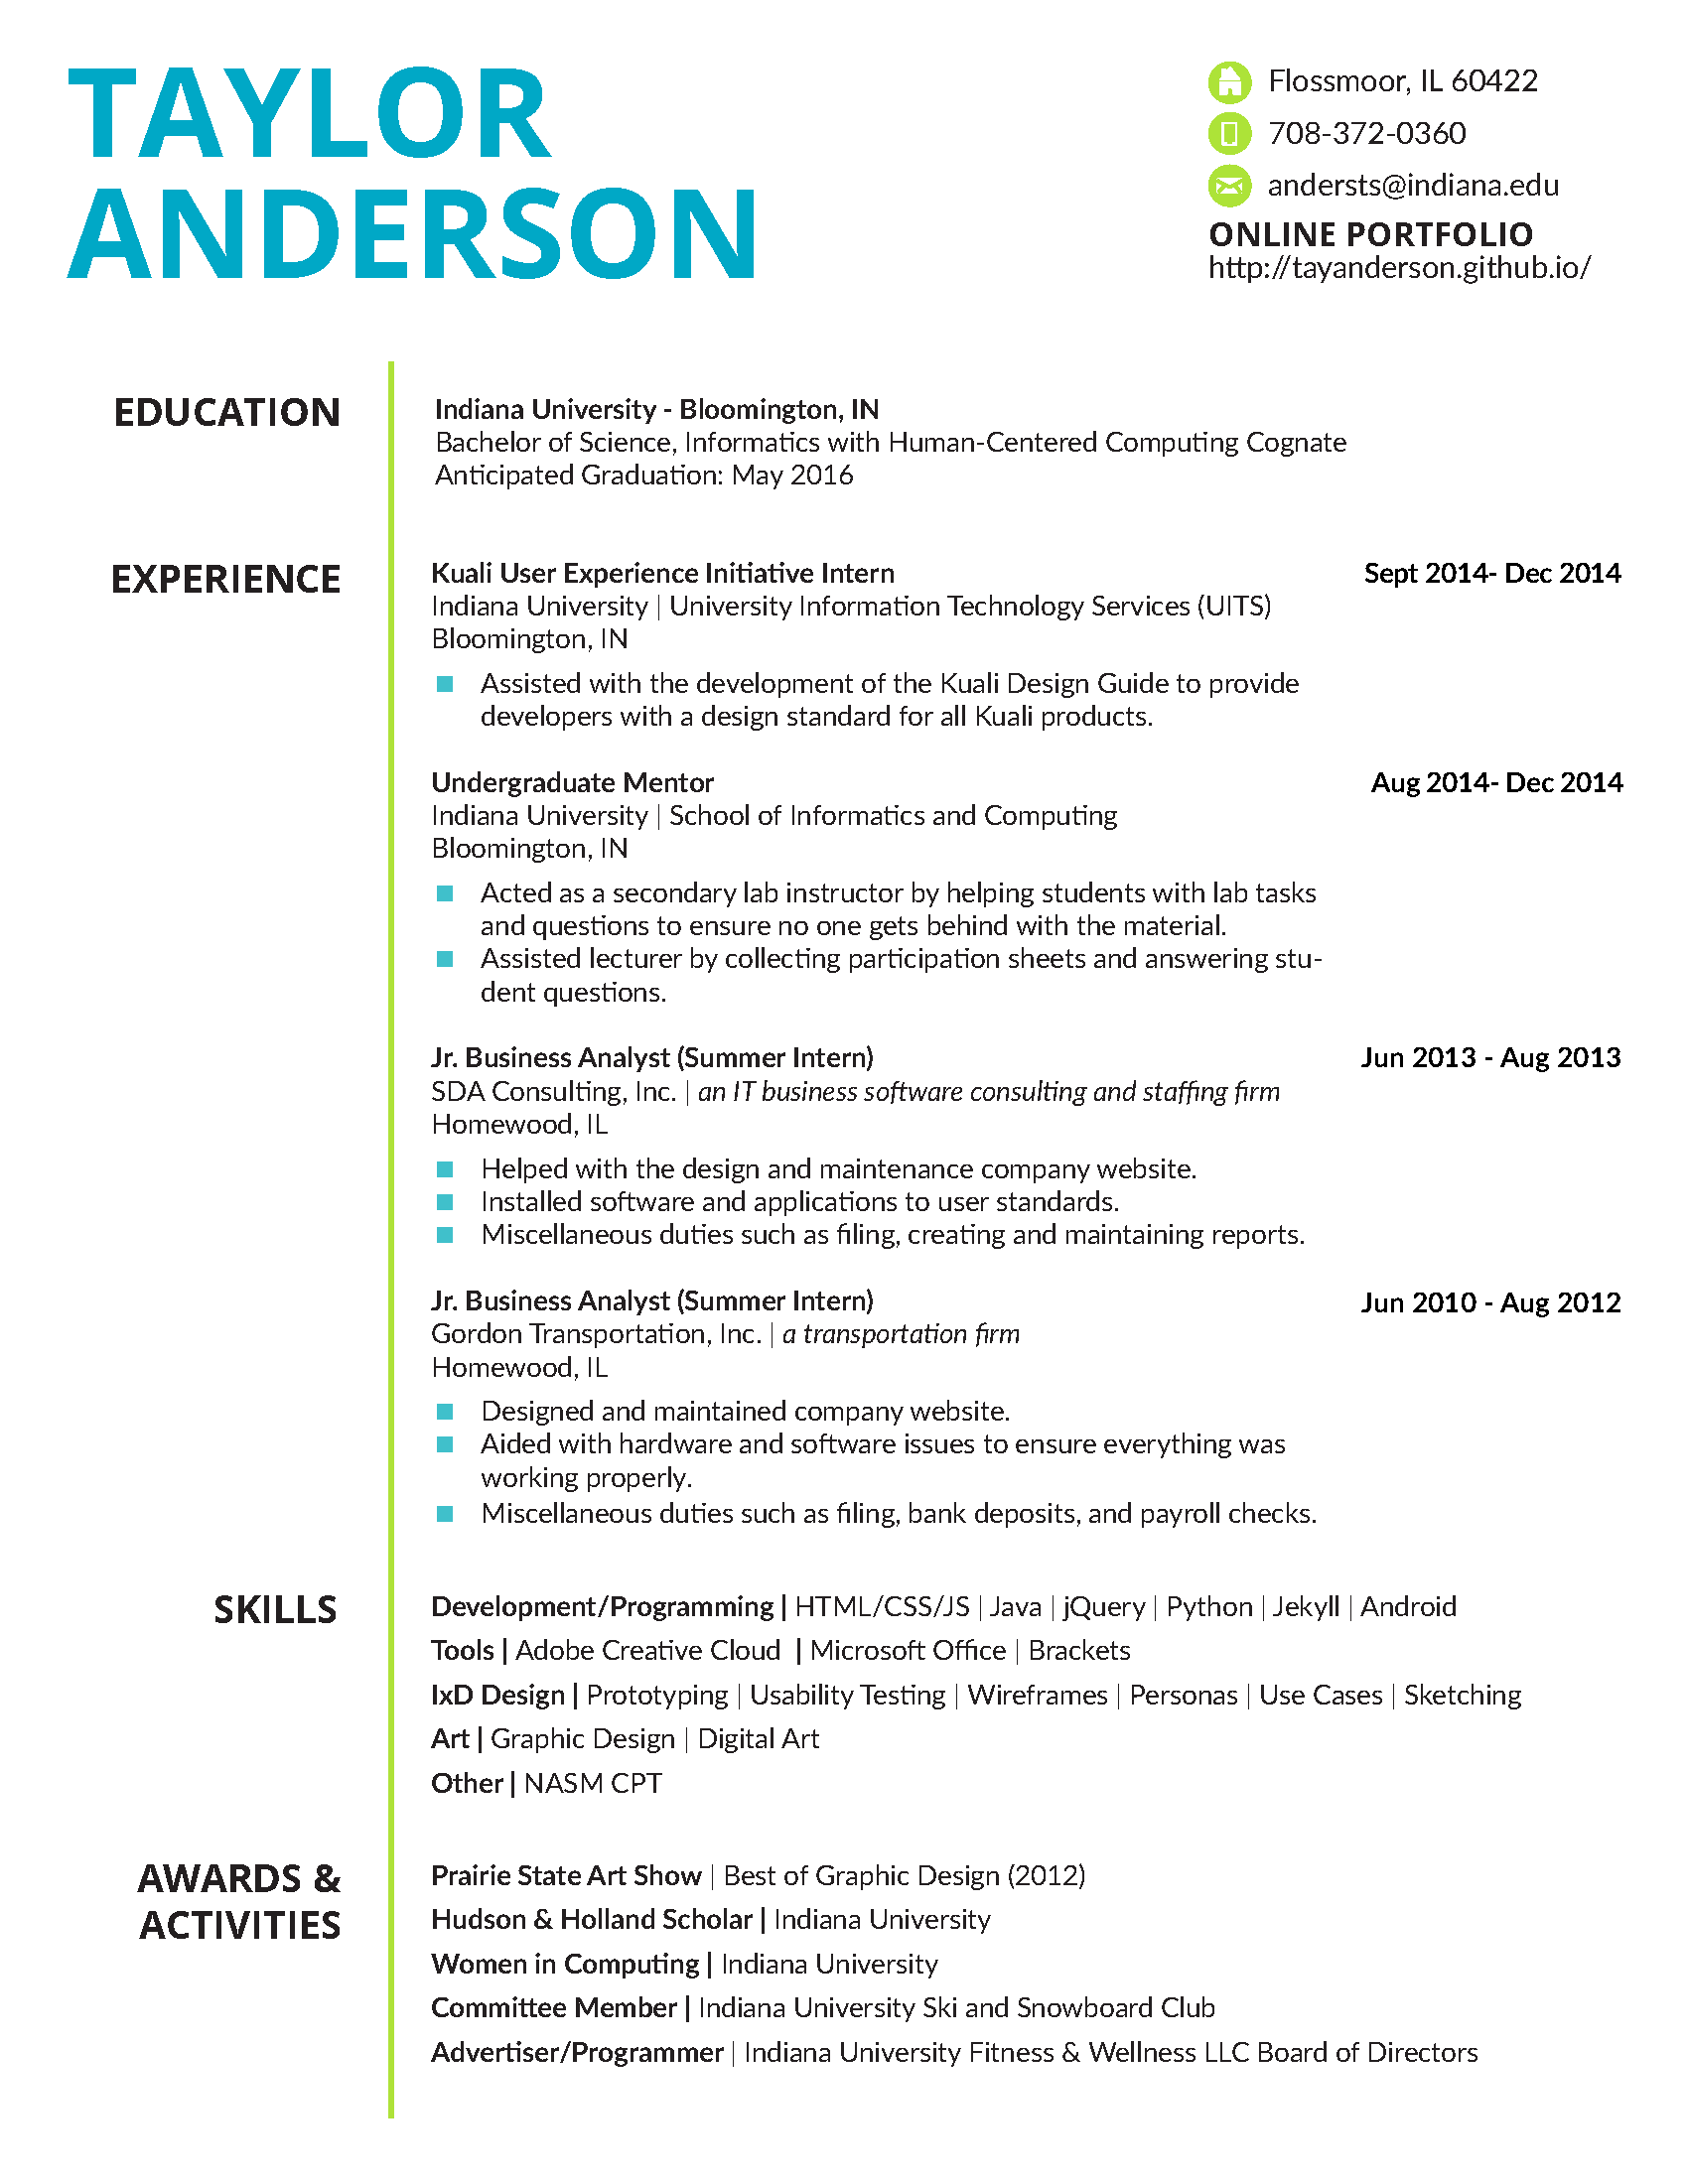 TAYLOR
ANDERSON
Flossmoor, IL 60422
708-372-0360
andersts@indiana.edu
ONLINE PORTFOLIO
http://tayanderson.github.io/
EDUCATION
Indiana University - Bloomington, IN
Bachelor of Science, Informatics with Human-Centered Computing Cognate
Anticipated Graduation: May 2016
EXPERIENCE
Kuali User Experience Initiative Intern Sept 2014- Dec 2014
Indiana University | University Information Technology Services (UITS)
Bloomington, IN
Assisted with the development of the Kuali Design Guide to provide
developers with a design standard for all Kuali products.
Undergraduate Mentor Aug 2014- Dec 2014
Indiana University | School of Informatics and Computing
Bloomington, IN
Acted as a secondary lab instructor by helping students with lab tasks
and questions to ensure no one gets behind with the material.
Assisted lecturer by collecting participation sheets and answering stu-
dent questions.
Jr. Business Analyst (Summer Intern) Jun 2013 - Aug 2013
SDA Consulting, Inc. | an IT business software consulting and staffing firm
Homewood, IL
Helped with the design and maintenance company website.
Installed software and applications to user standards.
Miscellaneous duties such as filing, creating and maintaining reports.
Jr. Business Analyst (Summer Intern) Jun 2010 - Aug 2012
Gordon Transportation, Inc. | a transportation firm
Homewood, IL
Designed and maintained company website.
Aided with hardware and software issues to ensure everything was
working properly.
Miscellaneous duties such as filing, bank deposits, and payroll checks.
SKILLS
Development/Programming | HTML/CSS/JS | Java | jQuery | Python | Jekyll | Android
Tools | Adobe Creative Cloud | Microsoft Office | Brackets
IxD Design | Prototyping | Usability Testing | Wireframes | Personas | Use Cases | Sketching
Art | Graphic Design | Digital Art
Other | NASM CPT
AWARDS &
ACTIVITIES
Prairie State Art Show | Best of Graphic Design (2012)
Hudson & Holland Scholar | Indiana University
Women in Computing | Indiana University
Committee Member | Indiana University Ski and Snowboard Club
Advertiser/Programmer | Indiana University Fitness & Wellness LLC Board of Directors